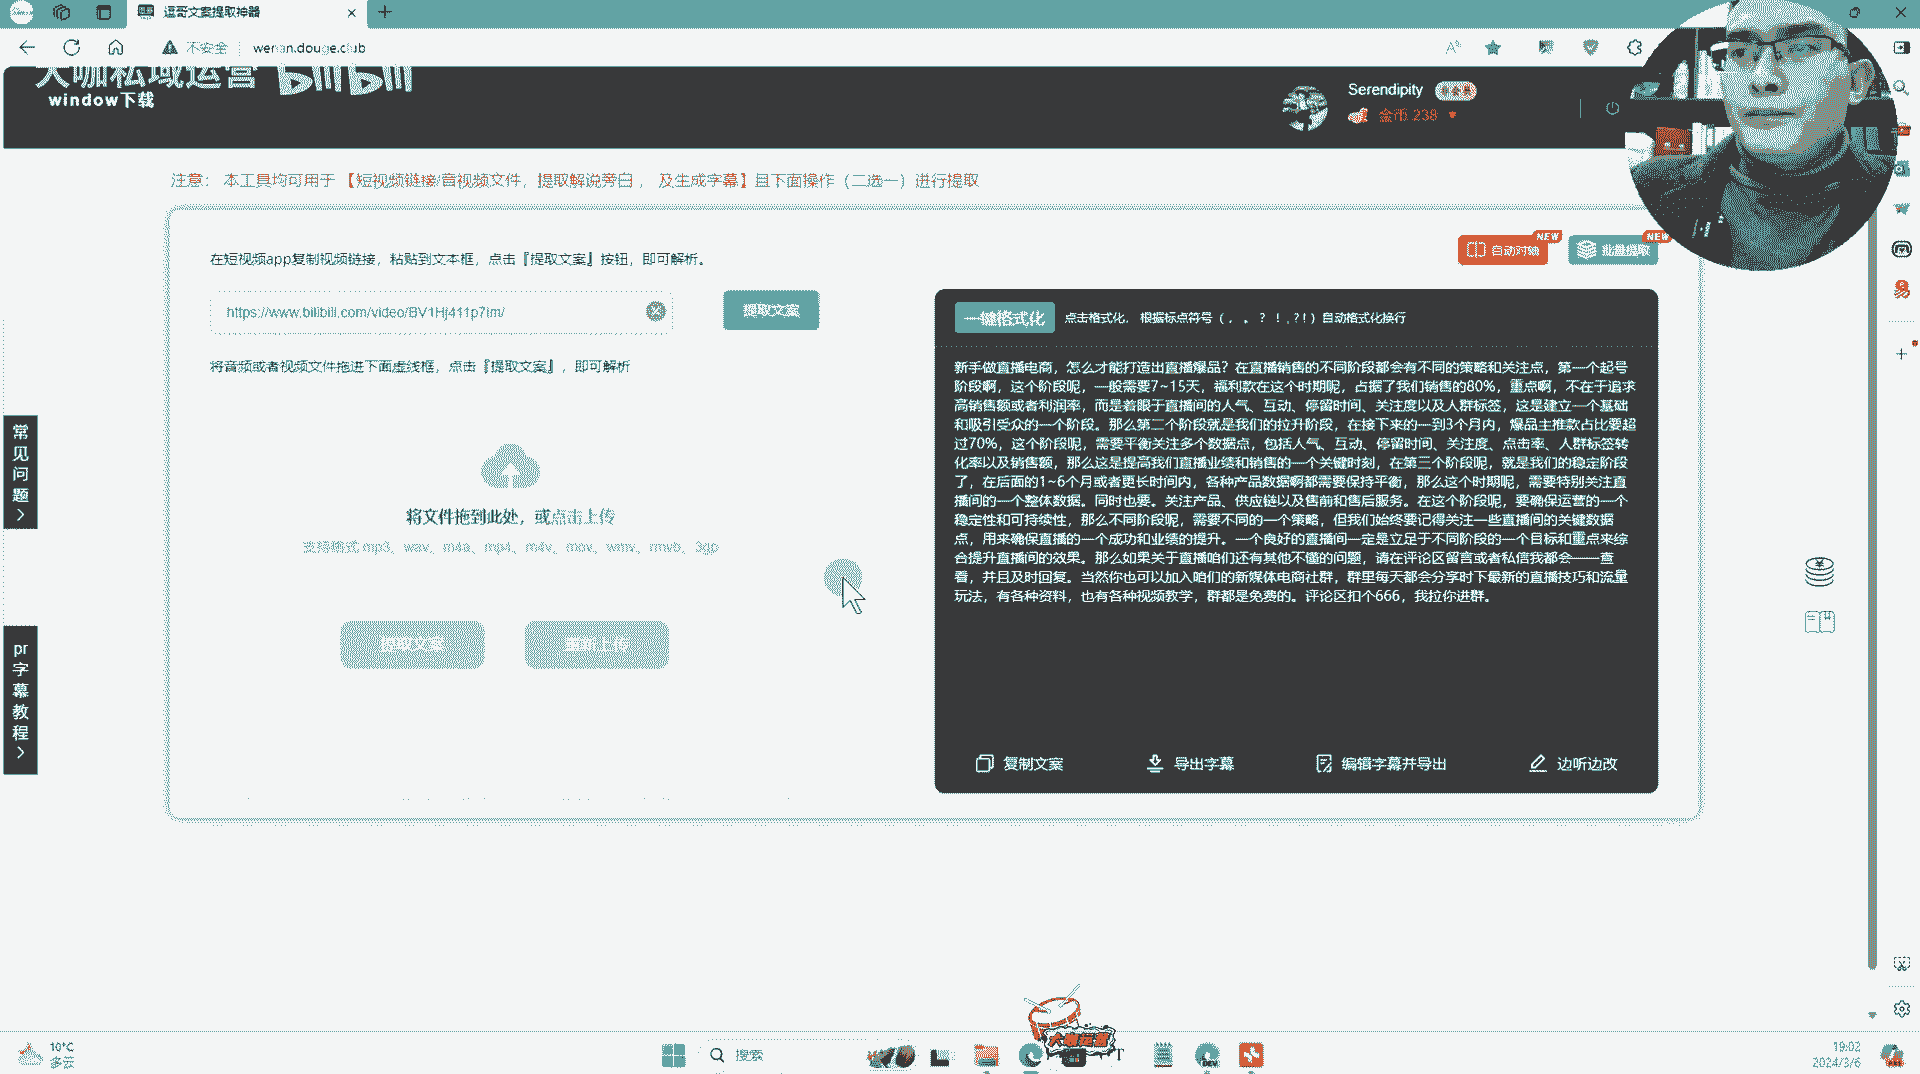 逗哥文案提取神器
不安全
wenan.douge.club
大咖私域运营 bilibili
window下载
Serendipity
金币 238
注意： 本工具均可用于 【短视频链接/音视频文件，提取解说旁白 ， 及生成字幕】且下面操作（二选一）进行提取
自动对轴 NEW
批量提取 NEW
在短视频app复制视频链接，粘贴到文本框，点击『提取文案』按钮，即可解析。
https://www.bilibili.com/video/BV1Hj411p7im/
提取文案
将音频或者视频文件拖进下面虚线框，点击『提取文案』，即可解析
将文件拖到此处，或点击上传
支持格式 mp3、wav、m4a、mp4、m4v、mov、wmv、rmvb、3gp
提取文案
重新上传
一键格式化
点击格式化， 根据标点符号（， 。 ？ ！ , ? ! ）自动格式化换行
新手做直播电商，怎么才能打造出直播爆品？在直播销售的不同阶段都会有不同的策略和关注点，第一个起号
阶段啊，这个阶段呢，一般需要7~15天，福利款在这个时期呢，占据了我们销售的80%，重点啊，不在于追求
高销售额或者利润率，而是着眼于直播间的人气、互动、停留时间、关注度以及人群标签，这是建立一个基础
和吸引受众的一个阶段。那么第二个阶段就是我们的拉升阶段，在接下来的一到3个月内，爆品主推款占比要超
过70%，这个阶段呢，需要平衡关注多个数据点，包括人气、互动、停留时间、关注度、点击率、人群标签转
化率以及销售额，那么这是提高我们直播业绩和销售的一个关键时刻，在第三个阶段呢，就是我们的稳定阶段
了，在后面的1~6个月或者更长时间内，各种产品数据啊都需要保持平衡，那么这个时期呢，需要特别关注直
播间的一个整体数据。同时也要。关注产品、供应链以及售前和售后服务。在这个阶段呢，要确保运营的一个
稳定性和可持续性，那么不同阶段呢，需要不同的一个策略，但我们始终要记得关注一些直播间的关键数据
点，用来确保直播的一个成功和业绩的提升。一个良好的直播间一定是立足于不同阶段的一个目标和重点来综
合提升直播间的效果。那么如果关于直播咱们还有其他不懂的问题，请在评论区留言或者私信我都会一一查
看，并且及时回复。当然你也可以加入咱们的新媒体电商社群，群里每天都会分享时下最新的直播技巧和流量
玩法，有各种资料，也有各种视频教学，群都是免费的。评论区扣个666，我拉你进群。
复制文案
导出字幕
编辑字幕并导出
边听边改
常见问题
pr字幕教程
大咖运营
10°C
多云
搜索
19:02
2024/3/6